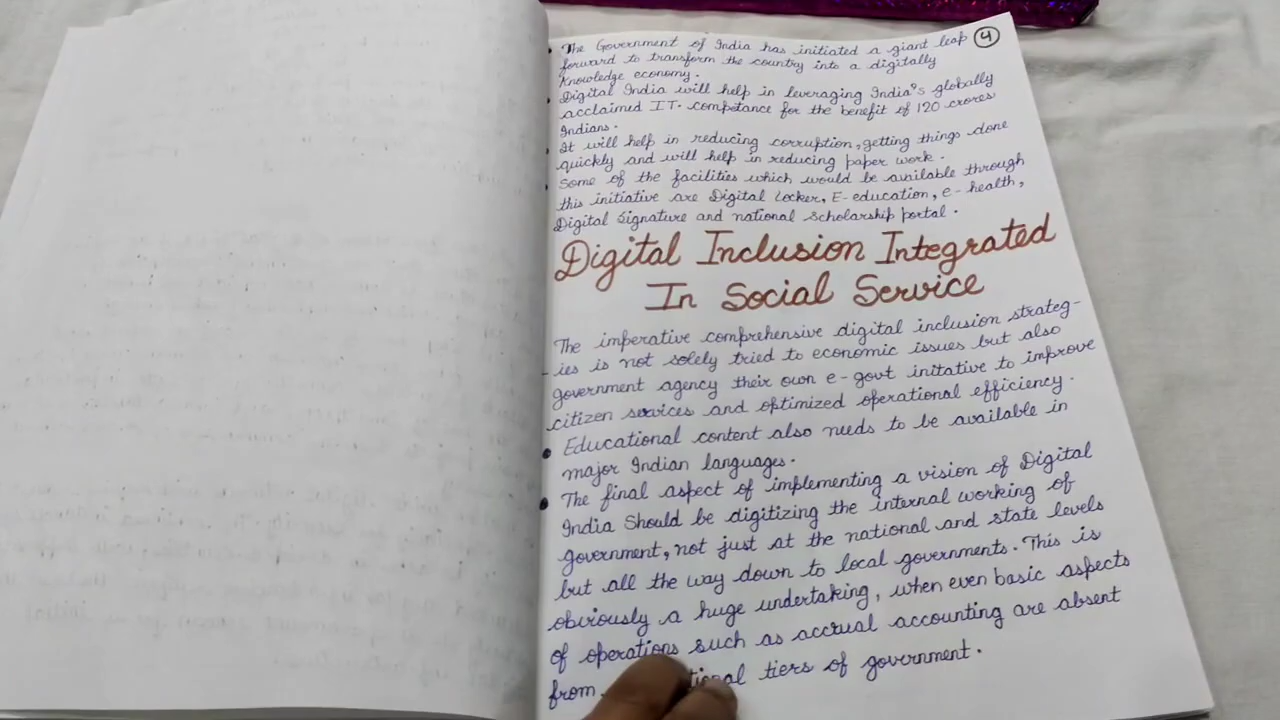 The Government of India has initiated a giant leap
4
forward to transform the country into a digitally
Knowledge economy.
Digital India will help in leveraging India's globally
acclaimed IT. competance for the benefit of 120 crores
Indians.
It will help in reducing corruption, getting things done
quickly and will help in reducing paper work.
Some of the facilities which would be available through
this initiative are Digital Locker, E-education, e-health,
Digital Signature and national Scholarship portal.
Digital Inclusion Integrated
In Social Service
The imperative comprehensive digital inclusion strateg-
-ies is not solely tried to economic issues but also
government agency their own e-govt initative to improve
citizen services and optimized operational efficiency.
Educational content also needs to be available in
major Indian languages.
The final aspect of implementing a vision of Digital
India Should be digitizing the internal working of
government, not just at the national and state levels
but all the way down to local governments. This is
obviously a huge undertaking, when even basic aspects
of operations such as accrual accounting are absent
from tiers of government.